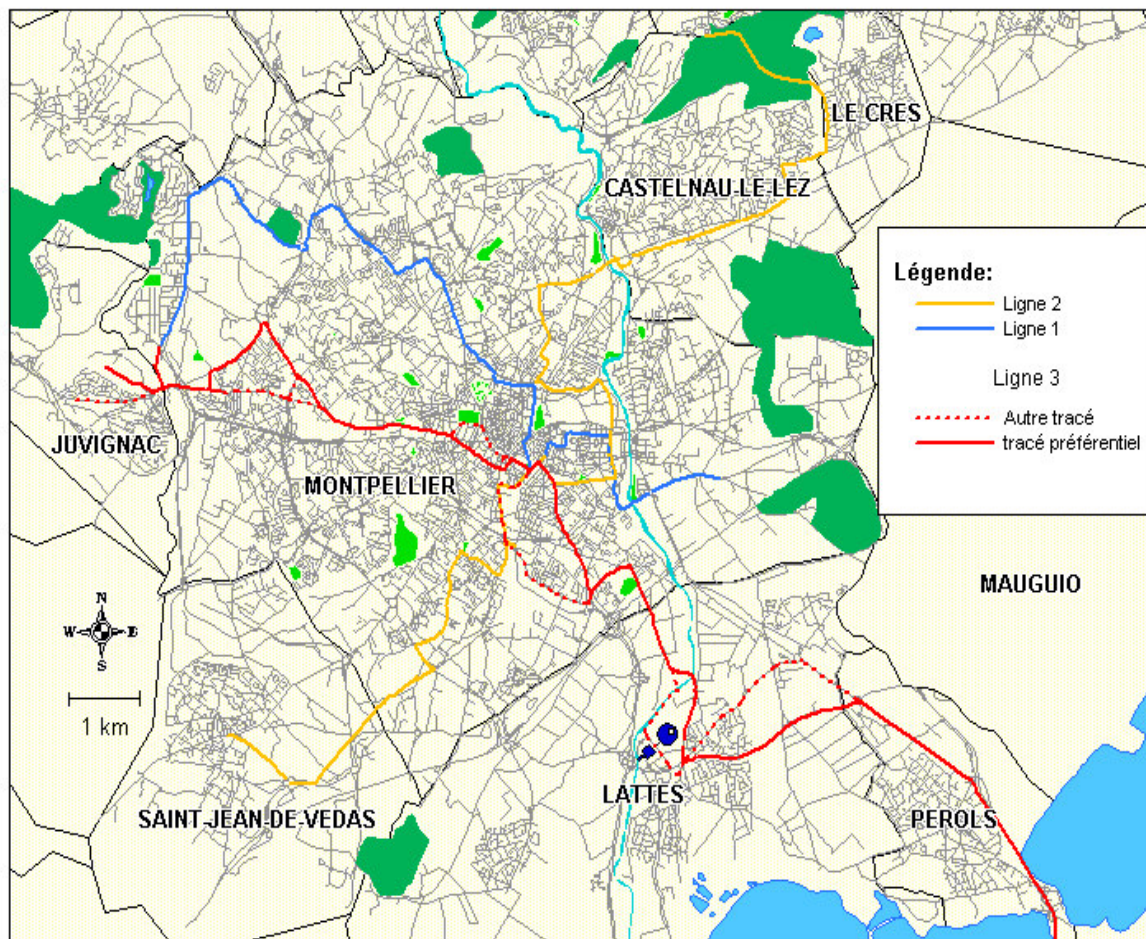 LE CRES
CASTELNAU-LE-LEZ
Légende:
Ligne 2
Ligne 1
Ligne 3
Autre tracé
tracé préférentiel
JUVIGNAC
MONTPELLIER
MAUGUIO
N
W E
S
1 km
LATTES
SAINT-JEAN-DE-VEDAS
PEROLS